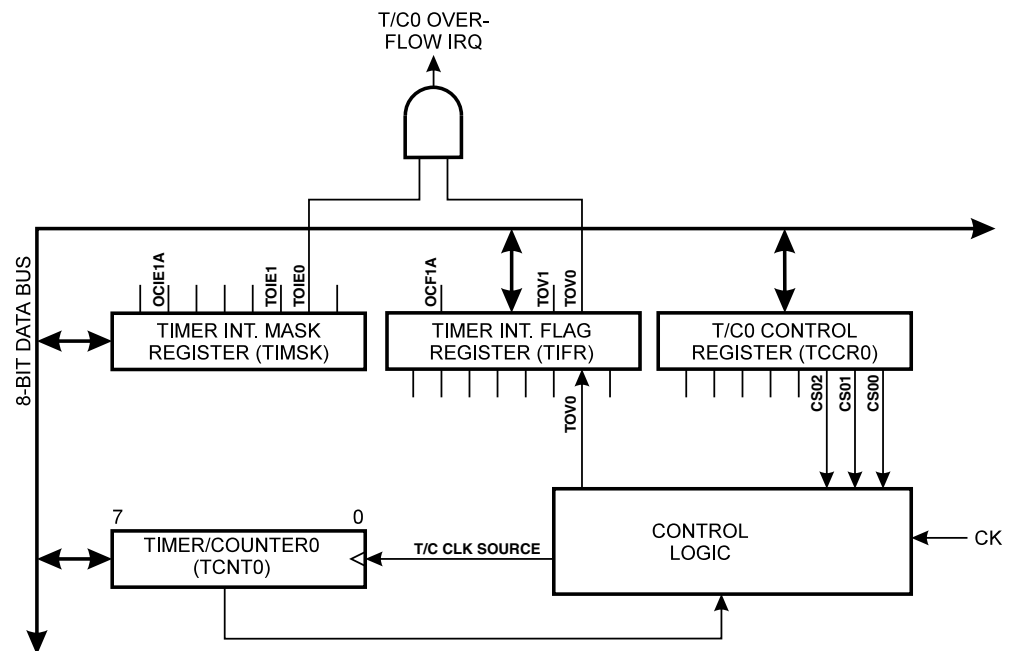 T/C0 OVER-
FLOW IRQ
8-BIT DATA BUS
OCIE1A
TOIE1
TOIE0
OCF1A
TOV1
TOV0
TIMER INT. MASK
REGISTER (TIMSK)
TIMER INT. FLAG
REGISTER (TIFR)
T/C0 CONTROL
REGISTER (TCCR0)
TOV0
CS02
CS01
CS00
7
0
TIMER/COUNTER0
(TCNT0)
T/C CLK SOURCE
CONTROL
LOGIC
CK